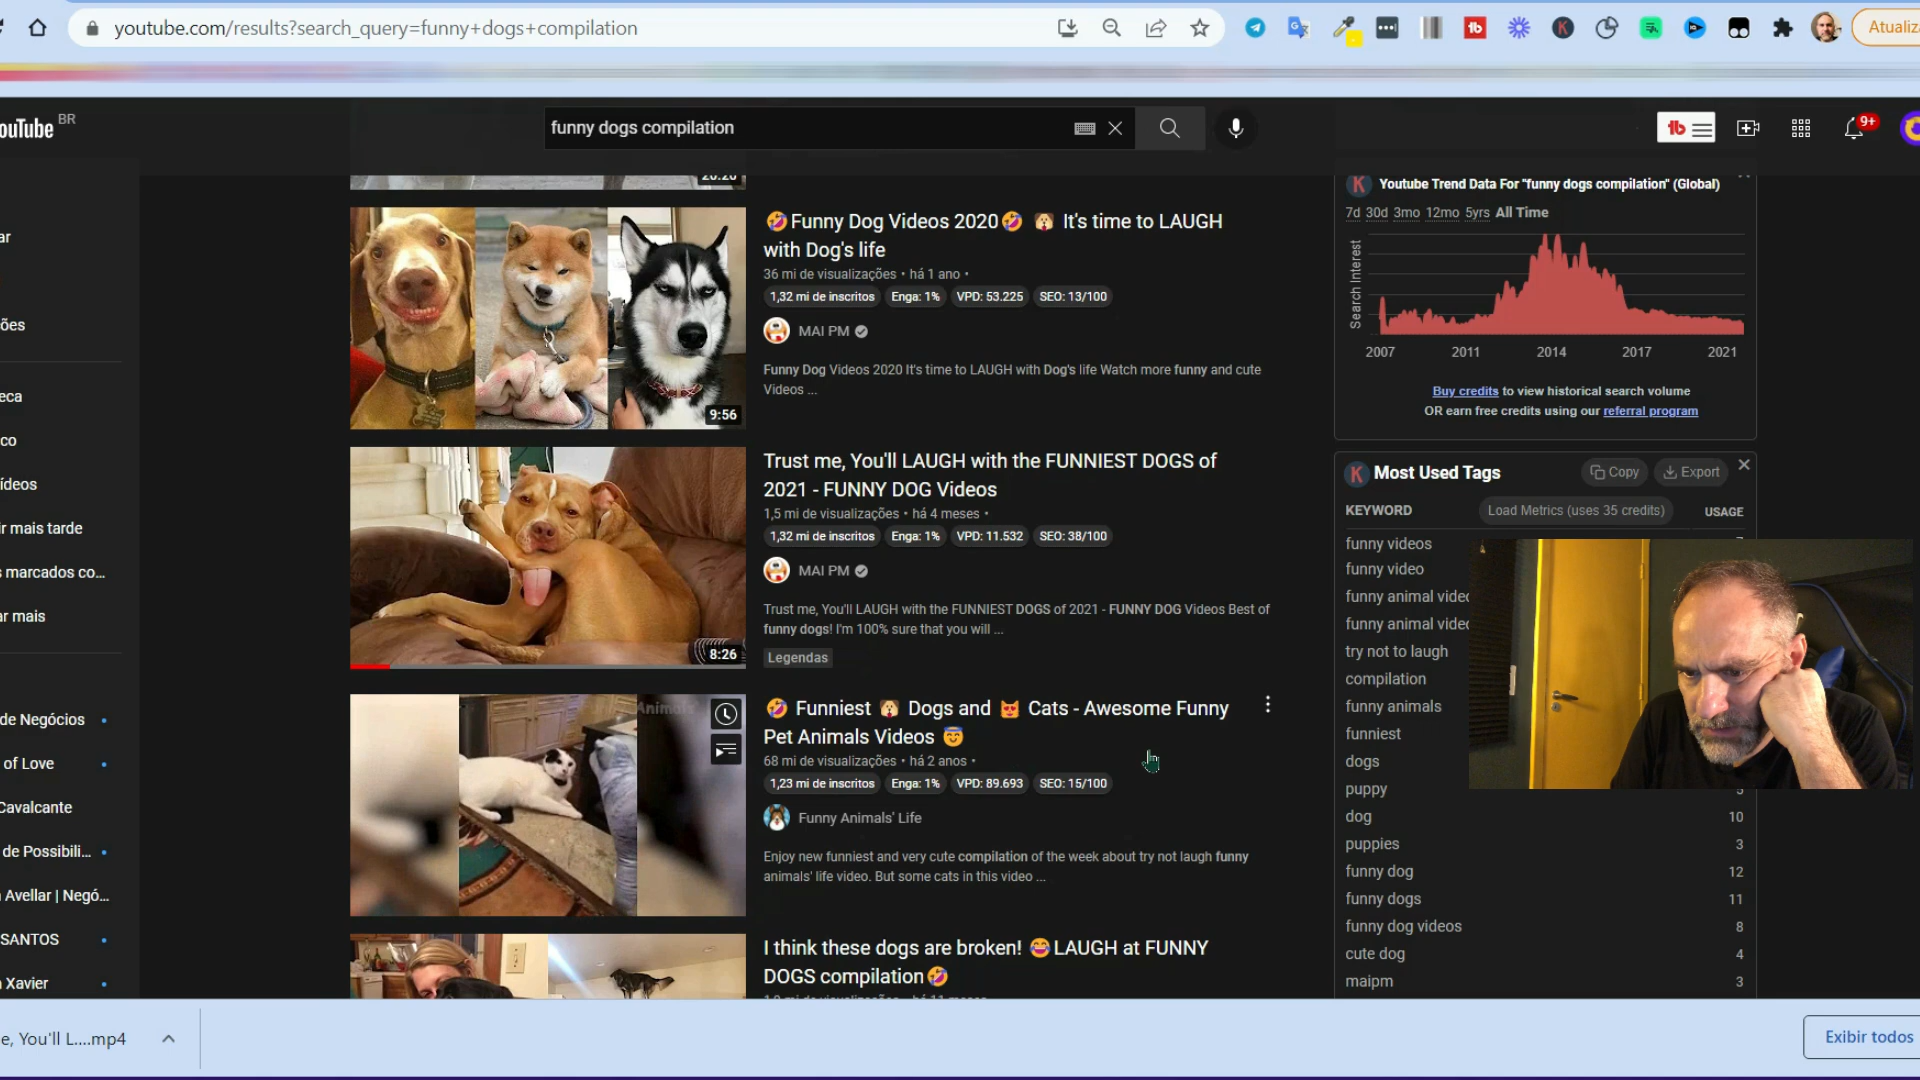 youtube.com/results?search_query=funny+dogs+compilation
Atualiz
ouTube BR
funny dogs compilation
9+
ar
ões
eca
co
ídeos
ir mais tarde
s marcados co...
ar mais
de Negócios
of Love
Cavalcante
de Possibili...
Avellar | Negó...
SANTOS
Xavier
20:20
9:56
🤣Funny Dog Videos 2020🤣 🐶 It's time to LAUGH
with Dog's life
36 mi de visualizações • há 1 ano •
1,32 mi de inscritos Enga: 1% VPD: 53.225 SEO: 13/100
MAI PM
Funny Dog Videos 2020 It's time to LAUGH with Dog's life Watch more funny and cute
Videos ...
8:26
Trust me, You'll LAUGH with the FUNNIEST DOGS of
2021 - FUNNY DOG Videos
1,5 mi de visualizações • há 4 meses •
1,32 mi de inscritos Enga: 1% VPD: 11.532 SEO: 38/100
MAI PM
Trust me, You'll LAUGH with the FUNNIEST DOGS of 2021 - FUNNY DOG Videos Best of
funny dogs! I'm 100% sure that you will ...
Legendas
🤣 Funniest 🐶 Dogs and 😻 Cats - Awesome Funny
Pet Animals Videos 😇
68 mi de visualizações • há 2 anos •
1,23 mi de inscritos Enga: 1% VPD: 89.693 SEO: 15/100
Funny Animals' Life
Enjoy new funniest and very cute compilation of the week about try not laugh funny
animals' life video. But some cats in this video ...
I think these dogs are broken! 😂LAUGH at FUNNY
DOGS compilation🤣
Youtube Trend Data For "funny dogs compilation" (Global)
7d 30d 3mo 12mo 5yrs All Time
Search Interest
2007 2011 2014 2017 2021
Buy credits to view historical search volume
OR earn free credits using our referral program
Most Used Tags Copy Export
KEYWORD Load Metrics (uses 35 credits) USAGE
funny videos
funny video
funny animal video
funny animal video
try not to laugh
compilation
funny animals
funniest
dogs
puppy 5
dog 10
puppies 3
funny dog 12
funny dogs 11
funny dog videos 8
cute dog 4
maipm 3
e, You'll L....mp4
Exibir todos